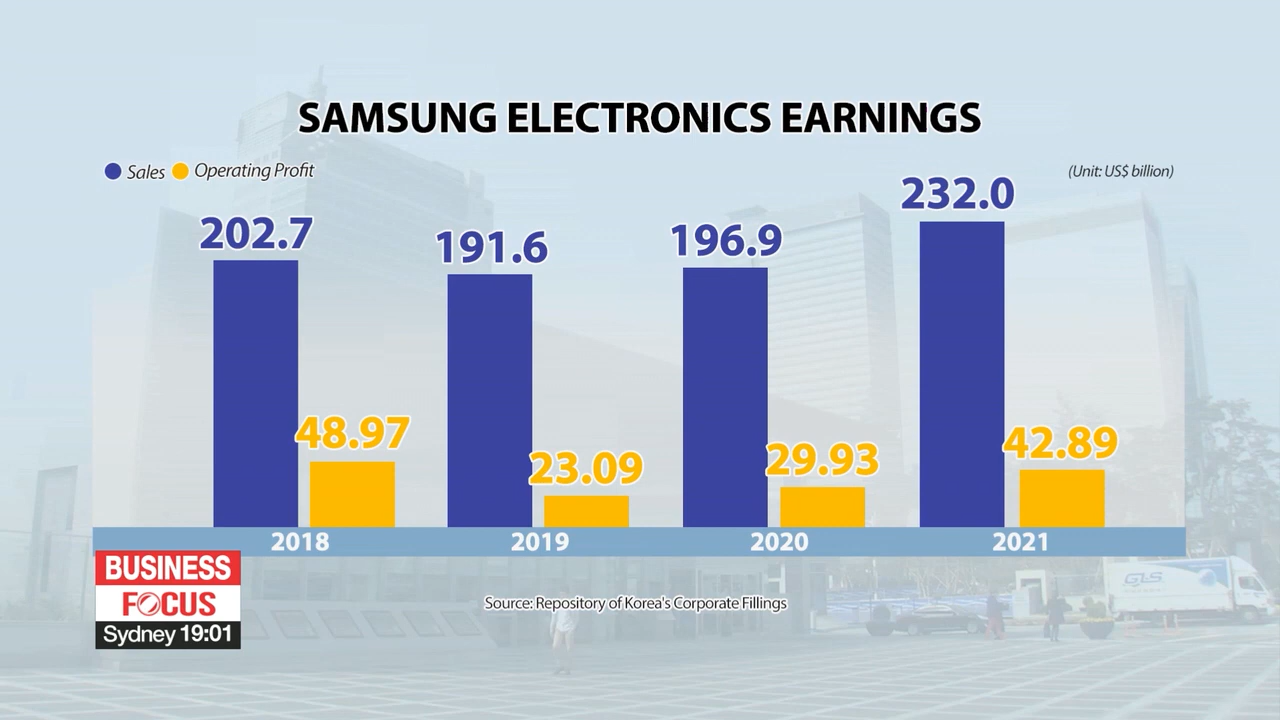 SAMSUNG ELECTRONICS EARNINGS
Sales Operating Profit
(Unit: US$ billion)
202.7
191.6
196.9
232.0
48.97
23.09
29.93
42.89
2018 2019 2020 2021
BUSINESS
FOCUS
Sydney 19:01
Source: Repository of Korea's Corporate Fillings
GLS